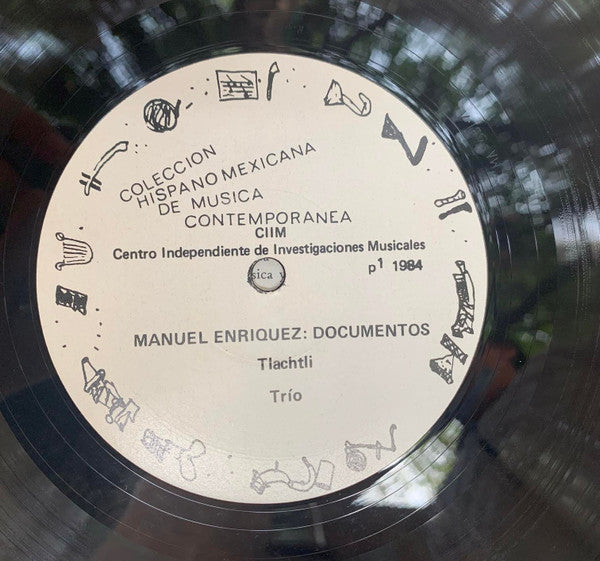 COLECCION
HISPANO MEXICANA
DE MUSICA
CONTEMPORANEA
CIIM
Centro Independiente de Investigaciones Musicales
sica y
p1 1984
MANUEL ENRIQUEZ: DOCUMENTOS
Tlachtli
Trío